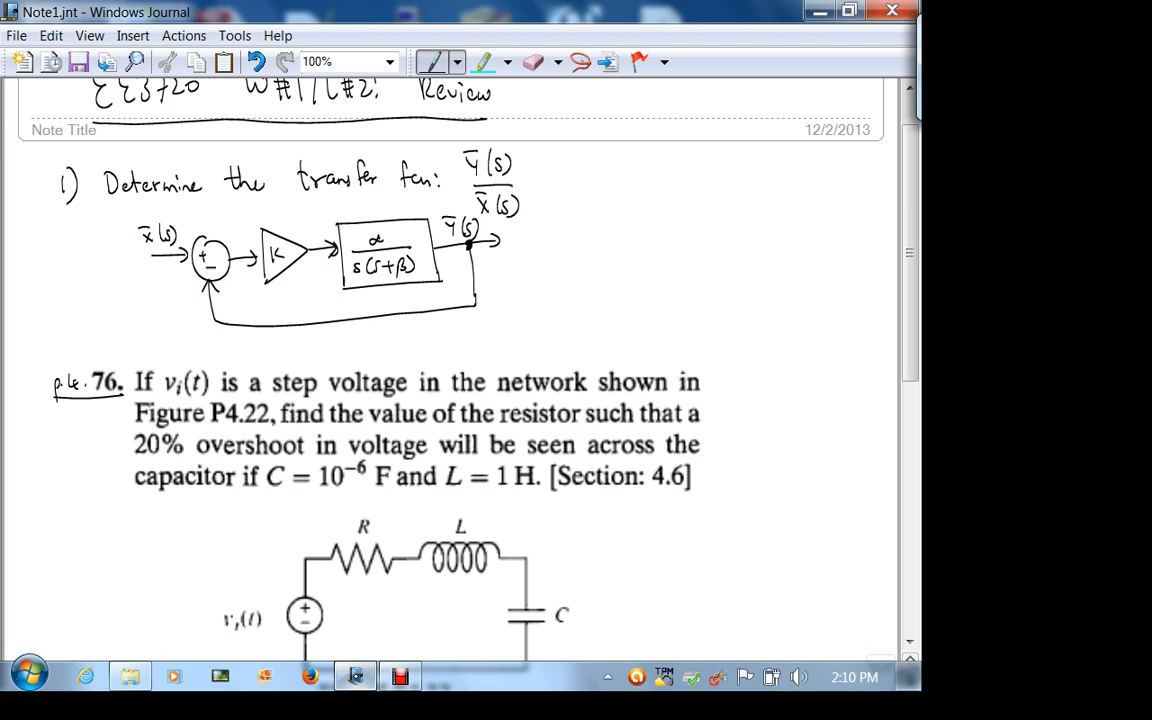 Note1.jnt - Windows Journal
File Edit View Insert Actions Tools Help
100%
W#1/L#2: Review
Note Title 12/2/2013
1) Determine the transfer fcn: Ȳ(s)
X̄(s)
X̄(s) + - K α Ȳ(s)
s(s+β)
76. If vi(t) is a step voltage in the network shown in
Figure P4.22, find the value of the resistor such that a
20% overshoot in voltage will be seen across the
capacitor if C = 10⁻⁶ F and L = 1 H. [Section: 4.6]
R L
vi(t) + - C
TPM
2:10 PM